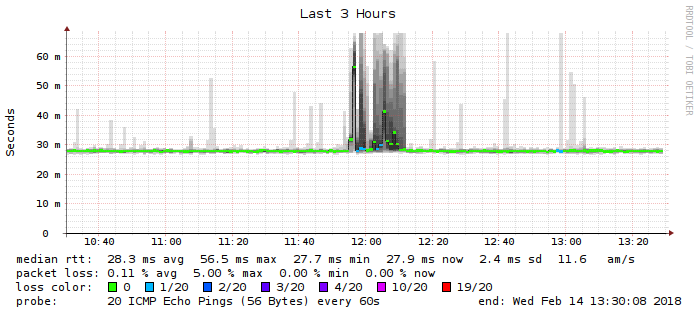 Last 3 Hours
RRDTOOL / TOBI OETIKER
Seconds
60 m
50 m
40 m
30 m
20 m
10 m
0
10:40 11:00 11:20 11:40 12:00 12:20 12:40 13:00 13:20
median rtt: 28.3 ms avg 56.5 ms max 27.7 ms min 27.9 ms now 2.4 ms sd 11.6 am/s
packet loss: 0.11 % avg 5.00 % max 0.00 % min 0.00 % now
loss color: 0 1/20 2/20 3/20 4/20 10/20 19/20
probe: 20 ICMP Echo Pings (56 Bytes) every 60s end: Wed Feb 14 13:30:08 2018